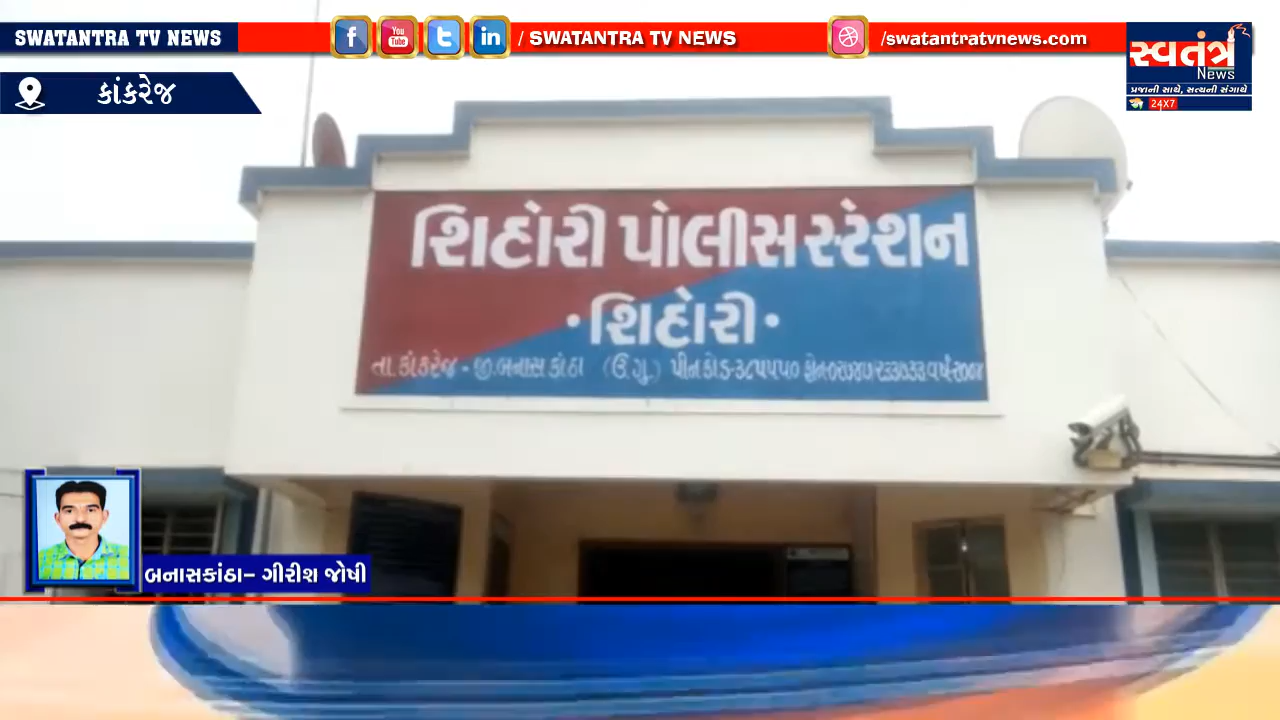 SWATANTRA TV NEWS
/ SWATANTRA TV NEWS
/swatantratvnews.com
સ્વતંત્ર
News
પ્રજાની સાથે, સત્યની સંગાથે
24X7
કાંકરેજ
શિહોરી પોલીસ સ્ટેશન
• શિહોરી •
તા. કાંકરેજ - જી. બનાસ કાંઠા (ઉ.ગુ.) પીન કોડ-૩૮૫૫૫૦
બનાસકાંઠા– ગીરીશ જોષી